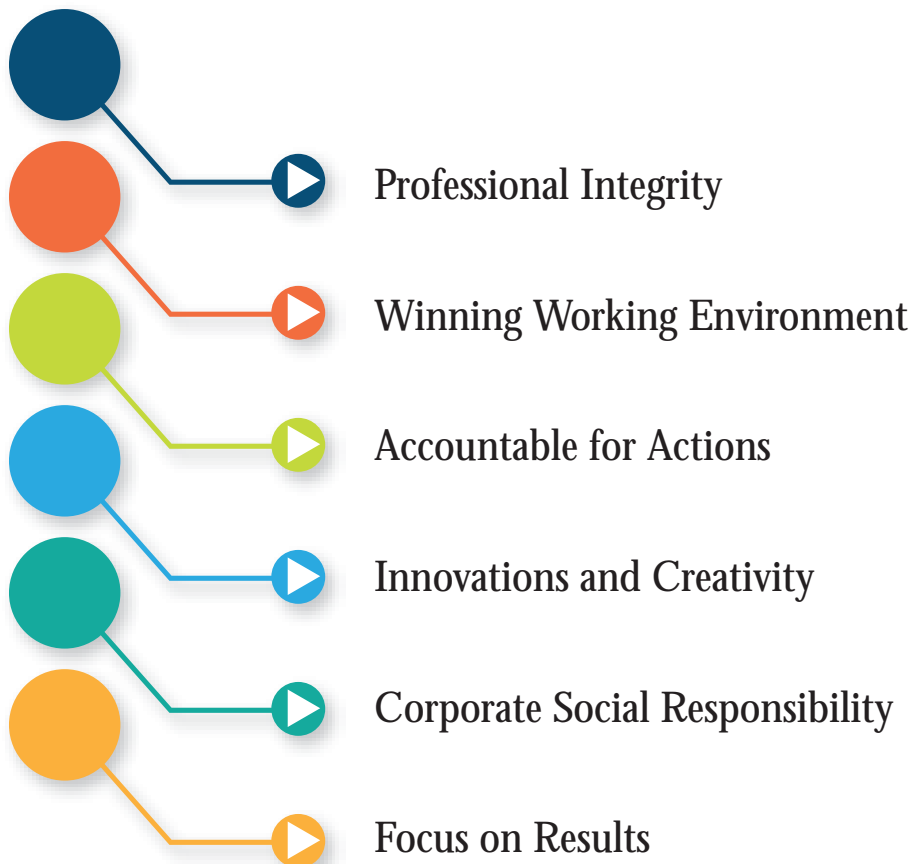 Professional Integrity
Winning Working Environment
Accountable for Actions
Innovations and Creativity
Corporate Social Responsibility
Focus on Results